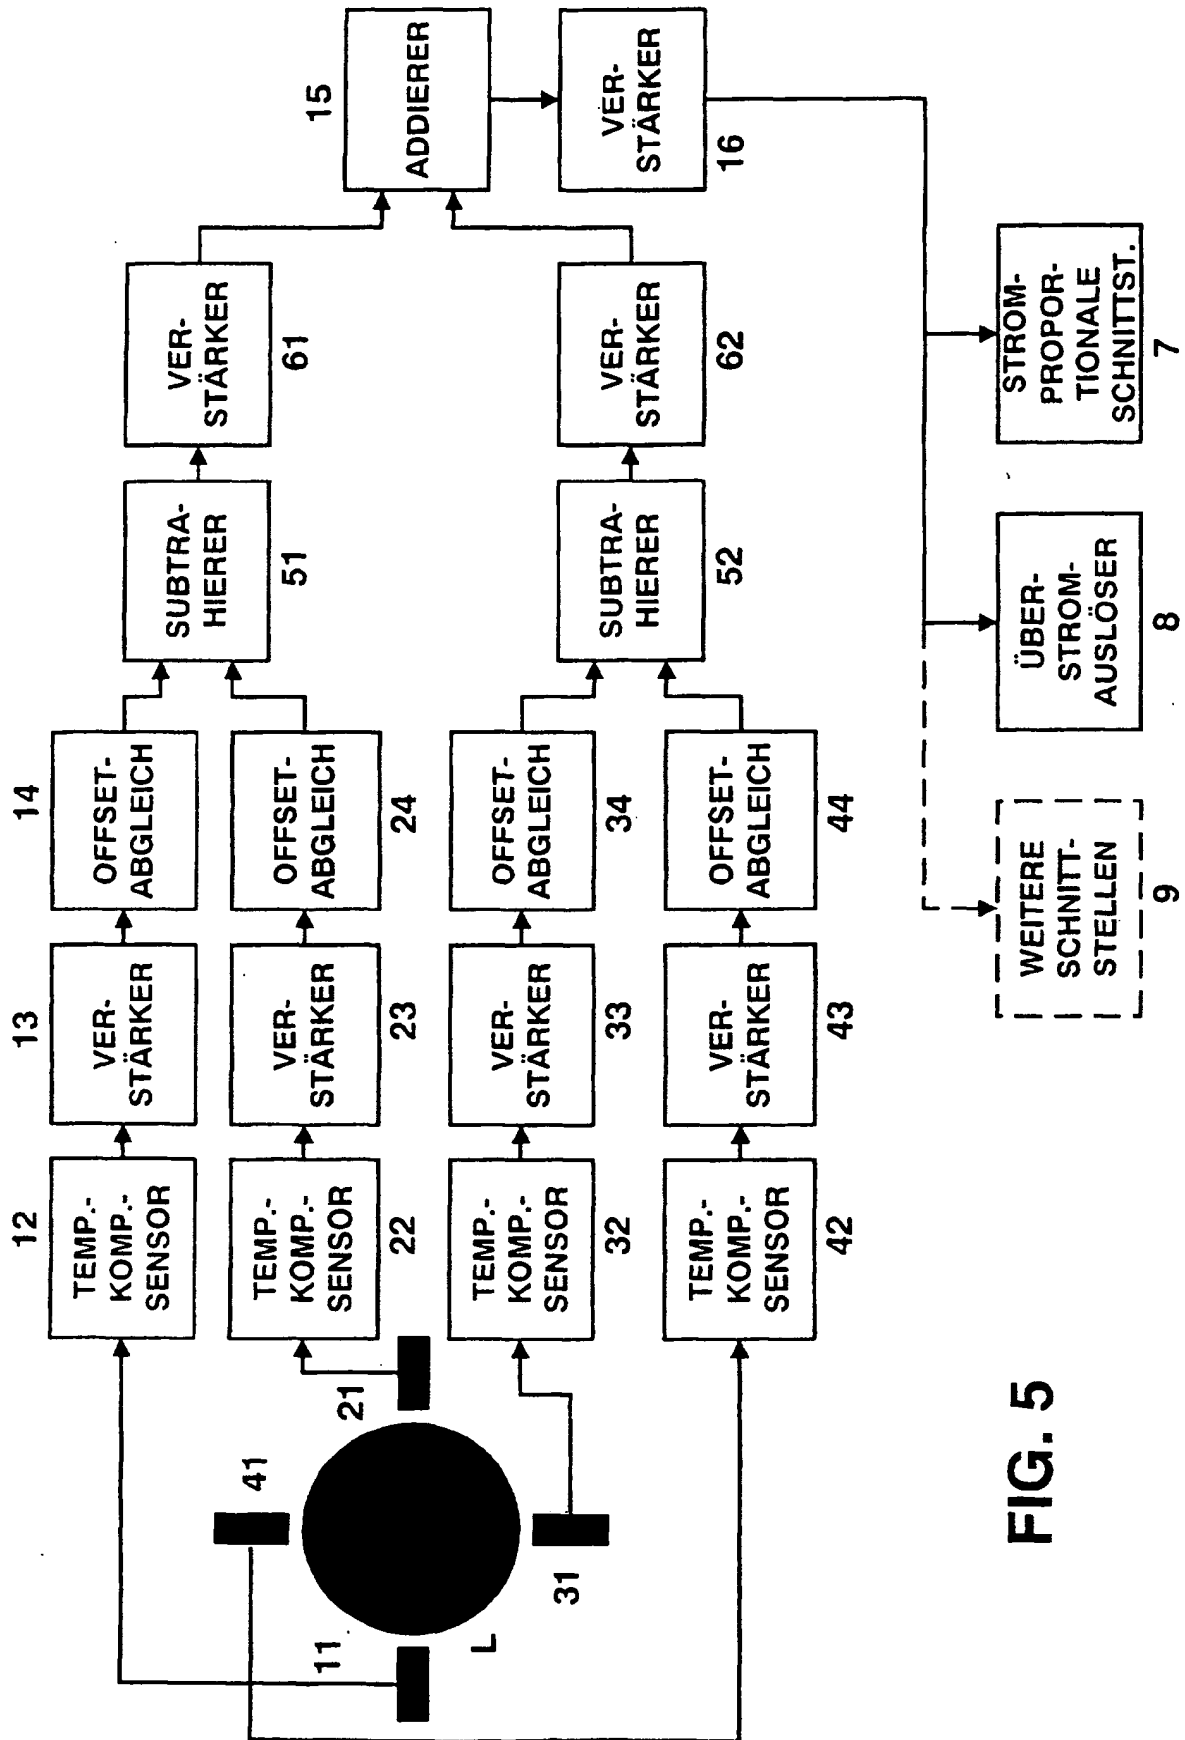 12
TEMP.-
KOMP.-
SENSOR
13
VER-
STÄRKER
14
OFFSET-
ABGLEICH
22
TEMP.-
KOMP.-
SENSOR
23
VER-
STÄRKER
24
OFFSET-
ABGLEICH
SUBTRA-
HIERER
51
VER-
STÄRKER
61
15
ADDIERER
VER-
STÄRKER
16
32
TEMP.-
KOMP.-
SENSOR
33
VER-
STÄRKER
34
OFFSET-
ABGLEICH
42
TEMP.-
KOMP.-
SENSOR
43
VER-
STÄRKER
44
OFFSET-
ABGLEICH
SUBTRA-
HIERER
52
VER-
STÄRKER
62
11
41
21
31
L
WEITERE
SCHNITT-
STELLEN
9
ÜBER-
STROM-
AUSLÖSER
8
STROM-
PROPOR-
TIONALE
SCHNITTST.
7
FIG. 5